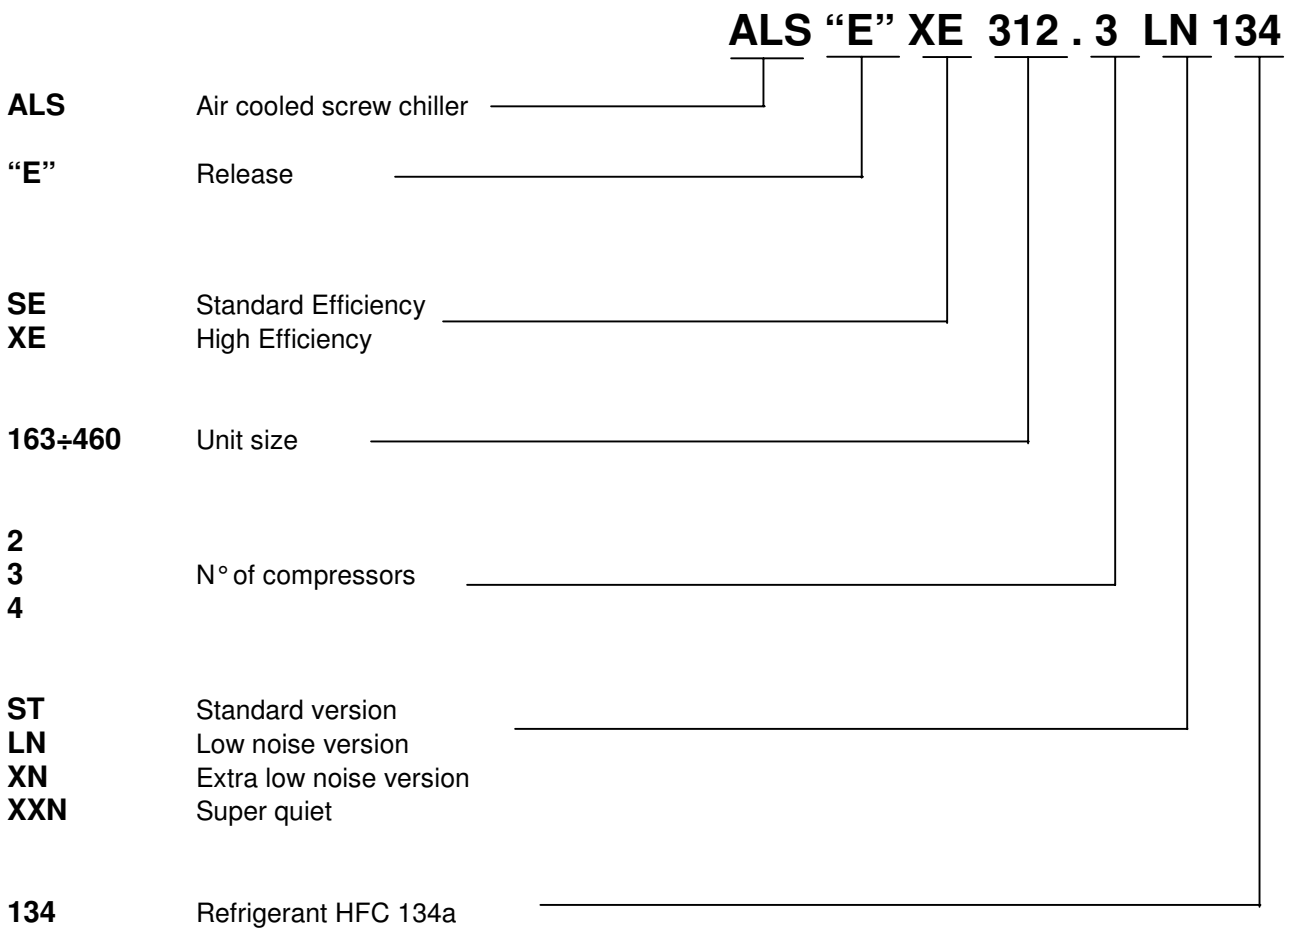 ALS “E” XE 312 . 3 LN 134
ALS Air cooled screw chiller
“E” Release
SE Standard Efficiency
XE High Efficiency
163÷460 Unit size
2
3 N° of compressors
4
ST Standard version
LN Low noise version
XN Extra low noise version
XXN Super quiet
134 Refrigerant HFC 134a